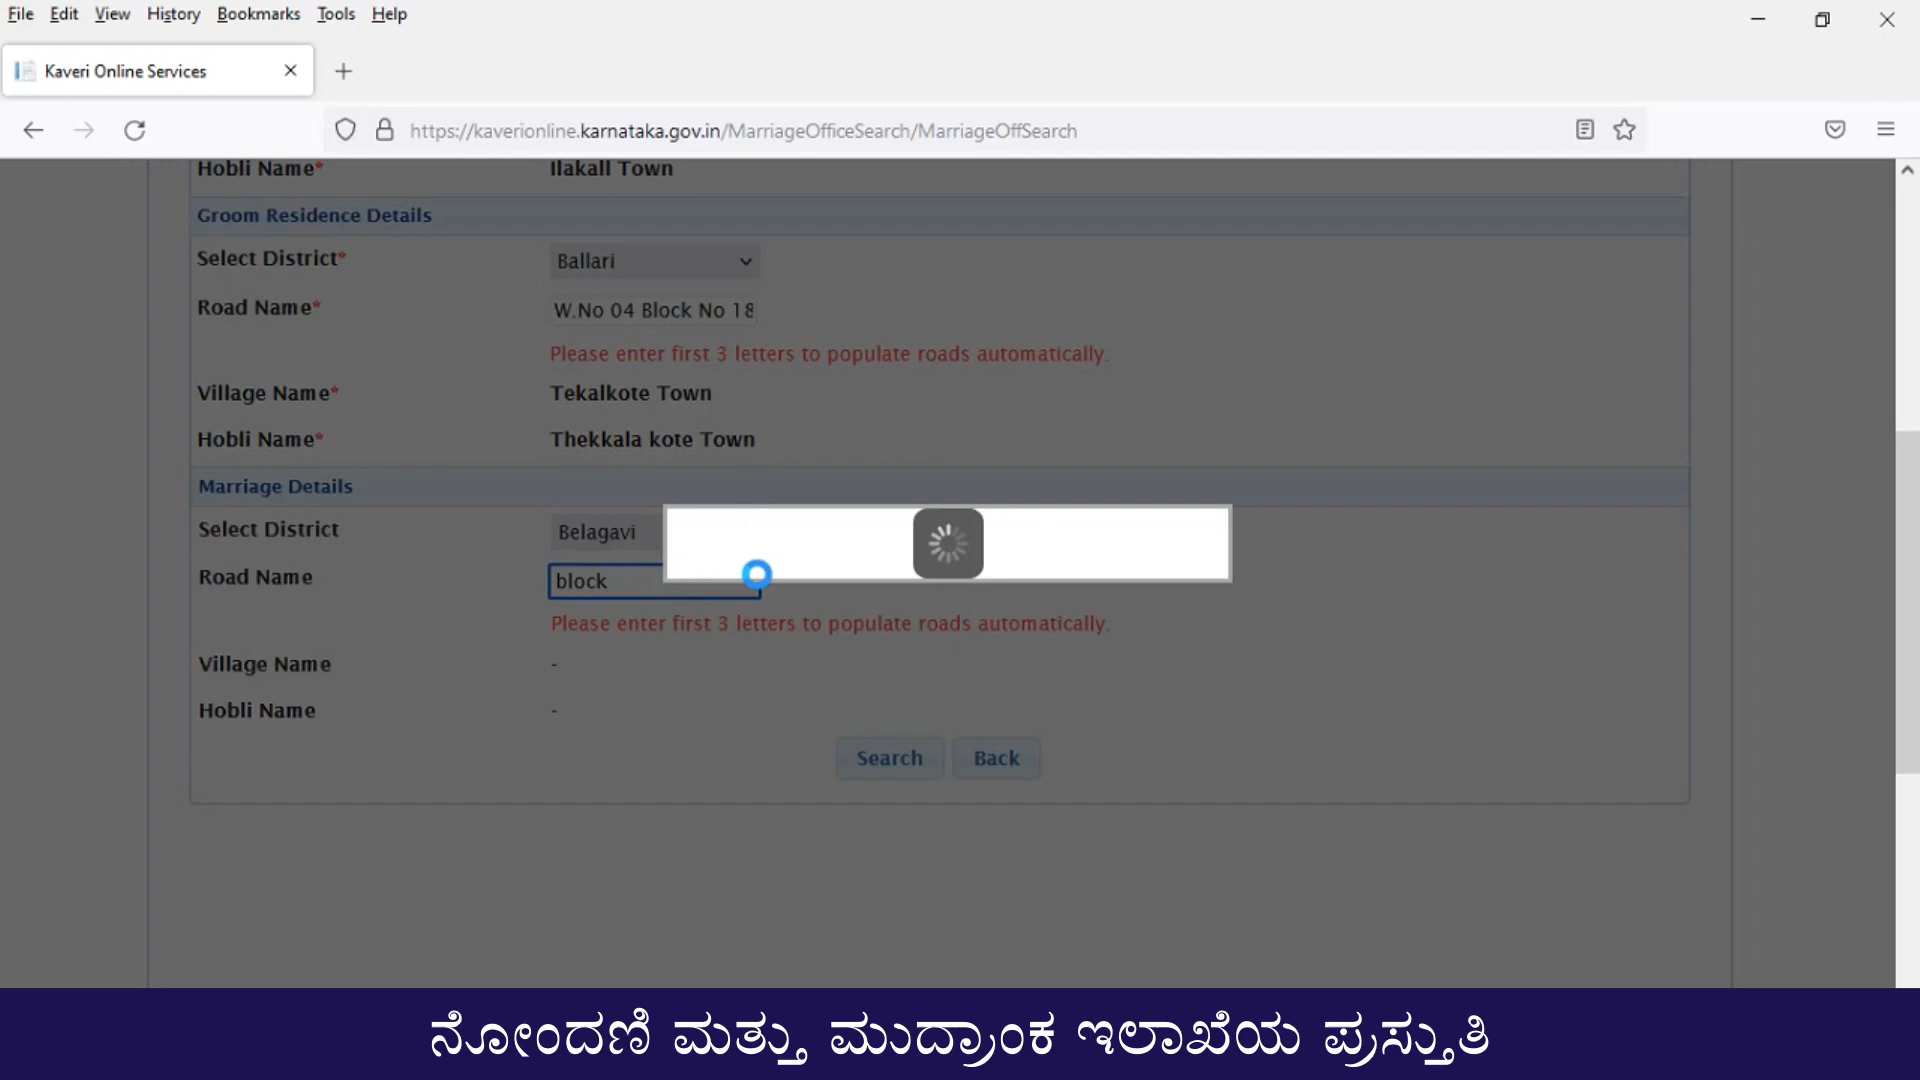 File Edit View History Bookmarks Tools Help
Kaveri Online Services
https://kaverionline.karnataka.gov.in/MarriageOfficeSearch/MarriageOffSearch
Hobli Name* Ilakall Town
Groom Residence Details
Select District* Ballari
Road Name* W.No 04 Block No 18
Please enter first 3 letters to populate roads automatically.
Village Name* Tekalkote Town
Hobli Name* Thekkala kote Town
Marriage Details
Select District Belagavi
Road Name block
Please enter first 3 letters to populate roads automatically.
Village Name -
Hobli Name -
Search Back
ನೋಂದಣಿ ಮತ್ತು ಮುದ್ರಾಂಕ ಇಲಾಖೆಯ ಪ್ರಸ್ತುತಿ